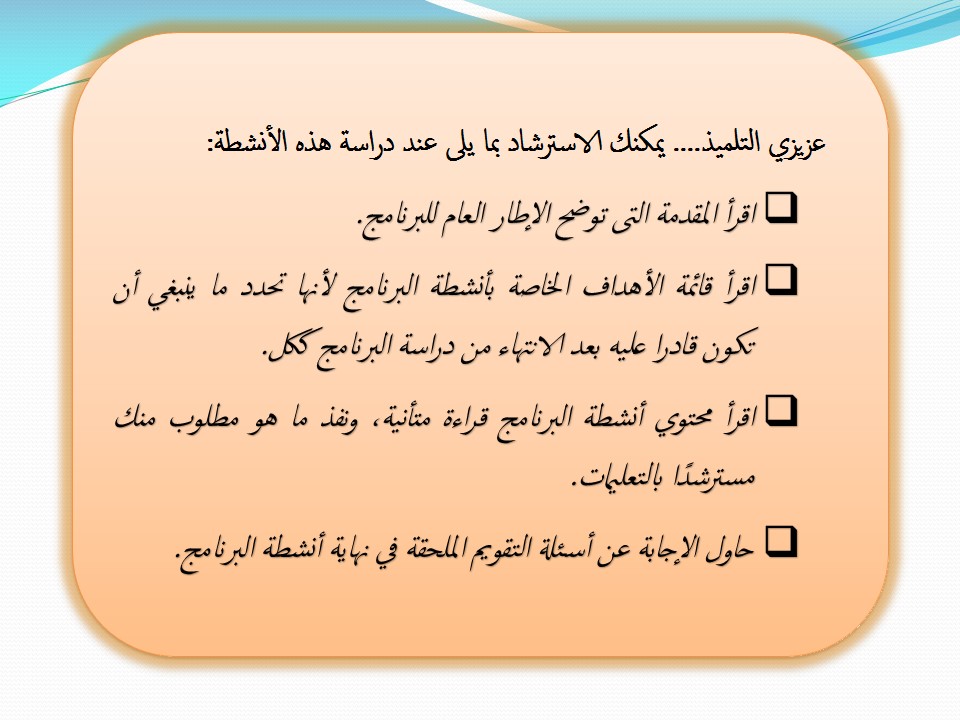 عزيزي التلميذ.... يمكنك الاسترشاد بما يلى عند دراسة هذه الأنشطة:
❑ اقرأ المقدمة التى توضح الإطار العام للبرنامج.
❑ اقرأ قائمة الأهداف الخاصة بأنشطة البرنامج لأنها تحدد ما ينبغي أن
تكون قادرا عليه بعد الانتهاء من دراسة البرنامج ككل.
❑ اقرأ محتوي أنشطة البرنامج قراءة متأنية، ونفذ ما هو مطلوب منك
مسترشدًا بالتعليمات.
❑ حاول الإجابة عن أسئلة التقويم الملحقة في نهاية أنشطة البرنامج.